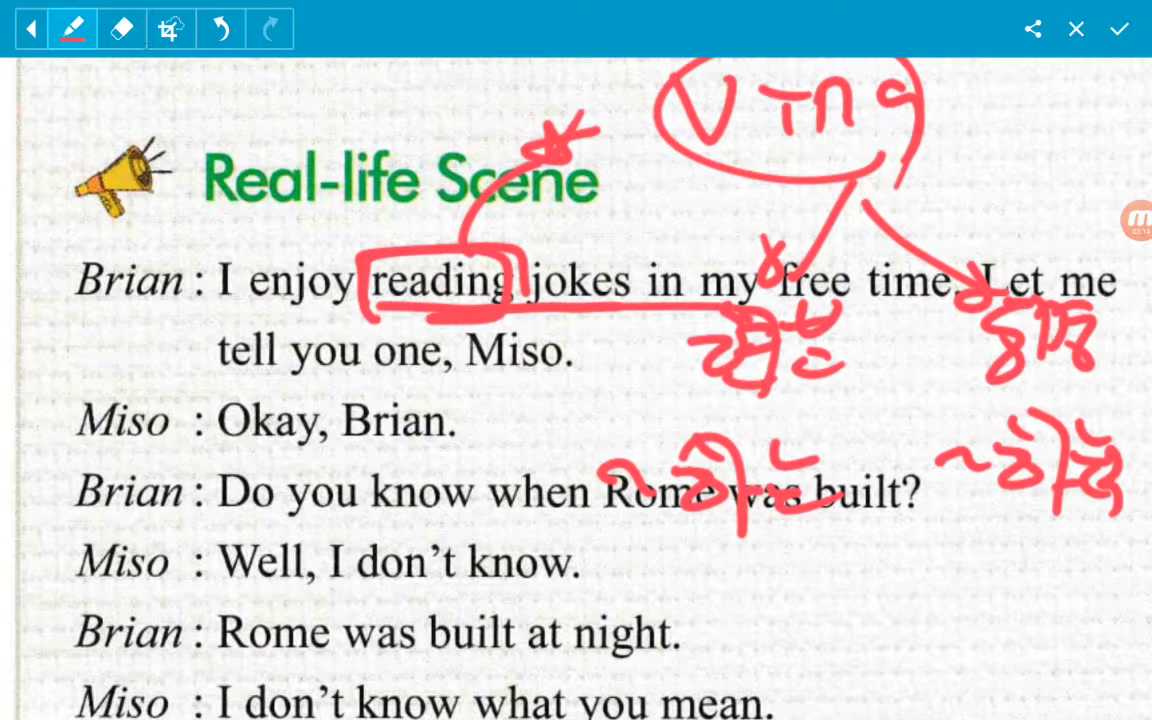 Ving
Real-life Scene
Brian : I enjoy reading jokes in my free time. Let me
tell you one, Miso.
Miso : Okay, Brian.
Brian : Do you know when Rome was built?
Miso : Well, I don't know.
Brian : Rome was built at night.
Miso : I don't know what you mean.